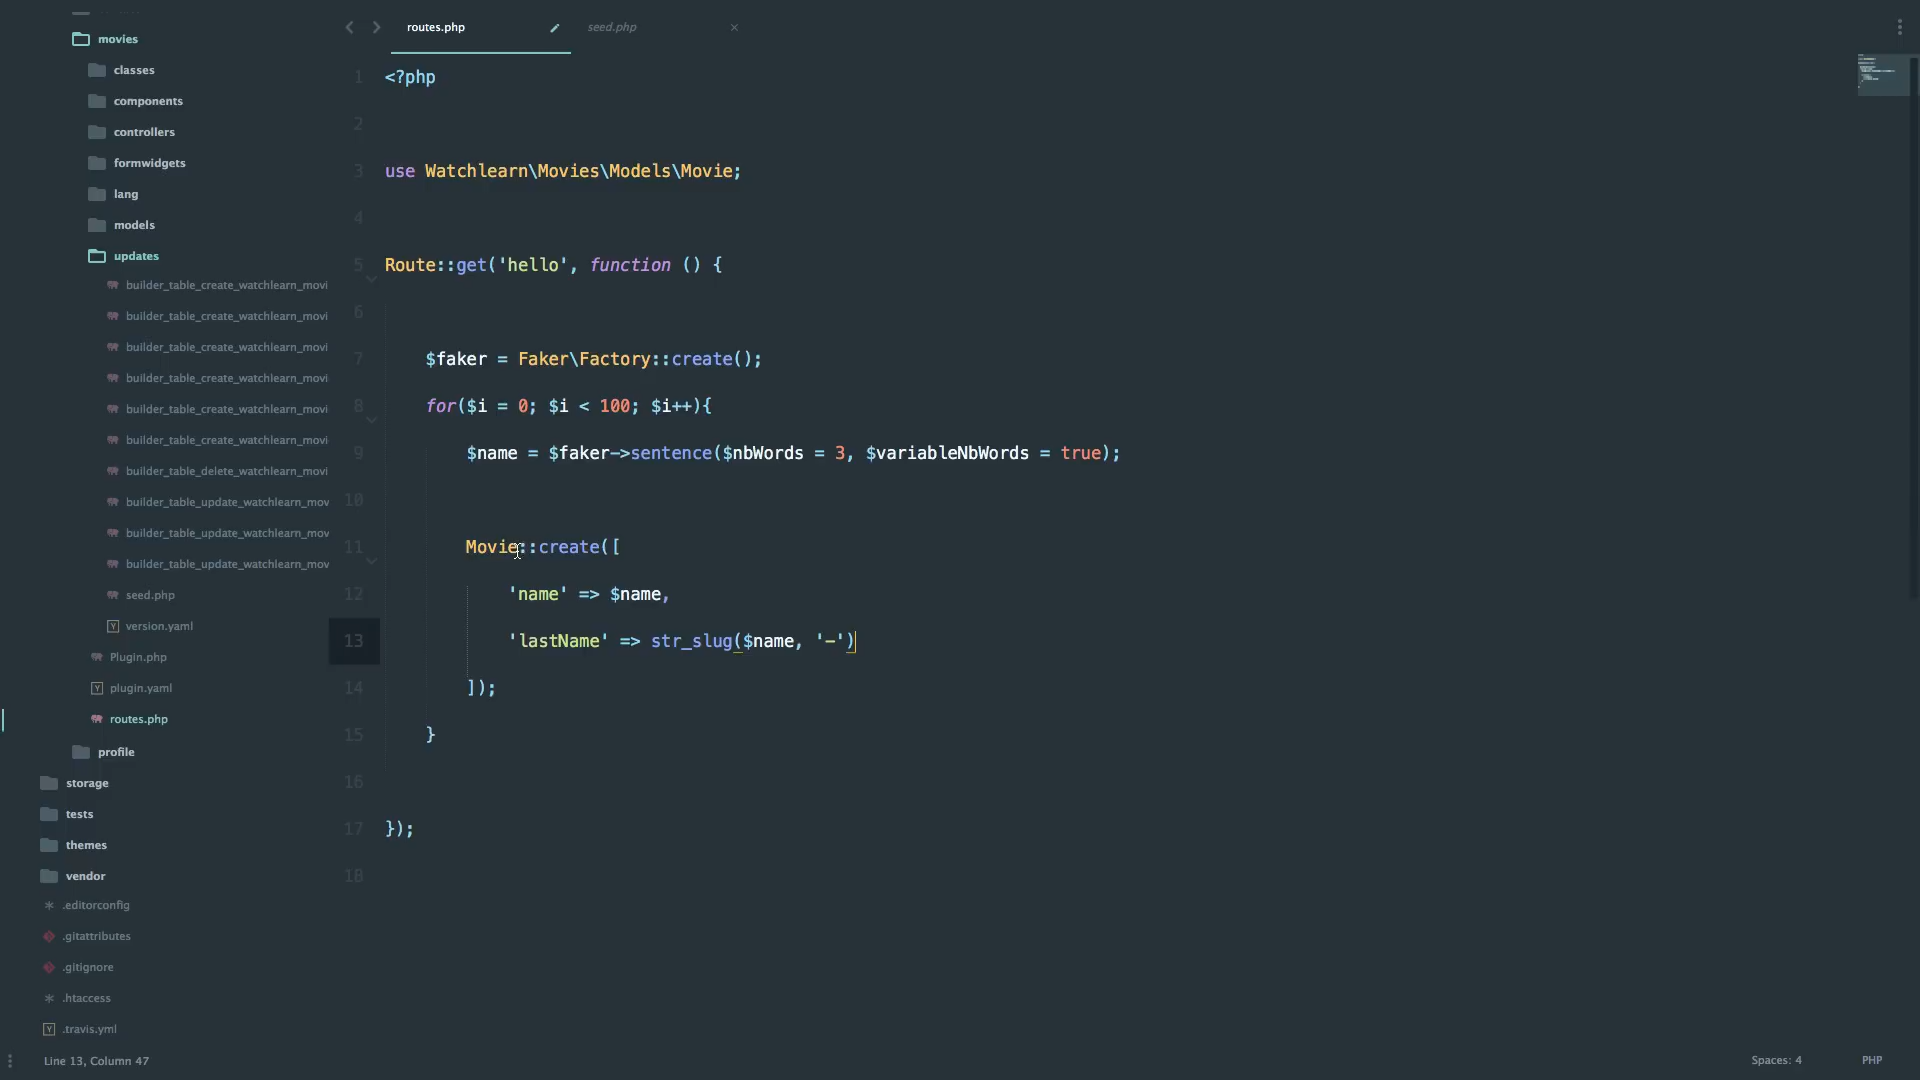 routes.php
seed.php
movies
classes
components
controllers
formwidgets
lang
models
updates
builder_table_create_watchlearn_movi
builder_table_create_watchlearn_movi
builder_table_create_watchlearn_movi
builder_table_create_watchlearn_movi
builder_table_create_watchlearn_movi
builder_table_create_watchlearn_movi
builder_table_delete_watchlearn_mov
builder_table_update_watchlearn_mov
builder_table_update_watchlearn_mov
builder_table_update_watchlearn_mov
seed.php
version.yaml
Plugin.php
plugin.yaml
routes.php
profile
storage
tests
themes
vendor
.editorconfig
.gitattributes
.gitignore
.htaccess
.travis.yml
1 <?php
2
3 use Watchlearn\Movies\Models\Movie;
4
5 Route::get('hello', function () {
6
7 $faker = Faker\Factory::create();
8 for($i = 0; $i < 100; $i++){
9 $name = $faker->sentence($nbWords = 3, $variableNbWords = true);
10
11 Movie::create([
12 'name' => $name,
13 'lastName' => str_slug($name, '-')
14 ]);
15 }
16
17 });
18
Line 13, Column 47
Spaces: 4
PHP